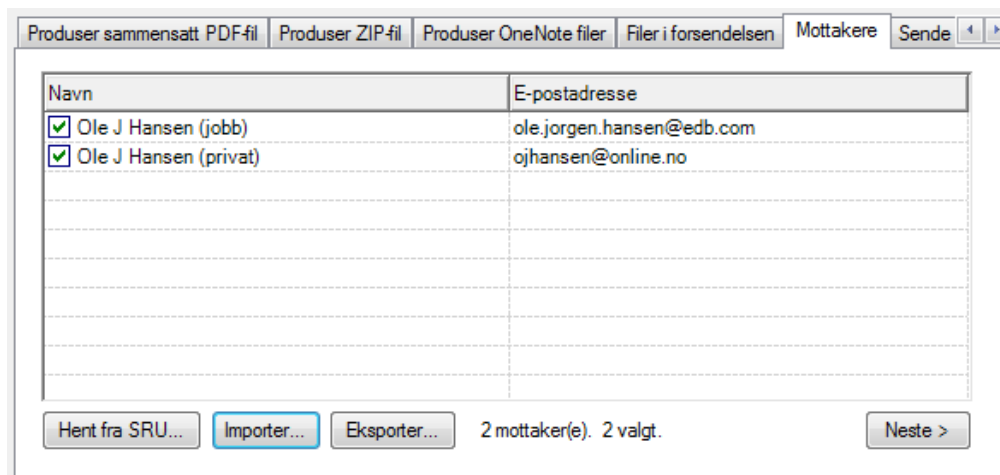 Produser sammensatt PDF-fil Produser ZIP-fil Produser OneNote filer Filer i forsendelsen Mottakere Sende
Navn E-postadresse
Ole J Hansen (jobb) ole.jorgen.hansen@edb.com
Ole J Hansen (privat) ojhansen@online.no
Hent fra SRU... Importer... Eksporter... 2 mottaker(e). 2 valgt. Neste >